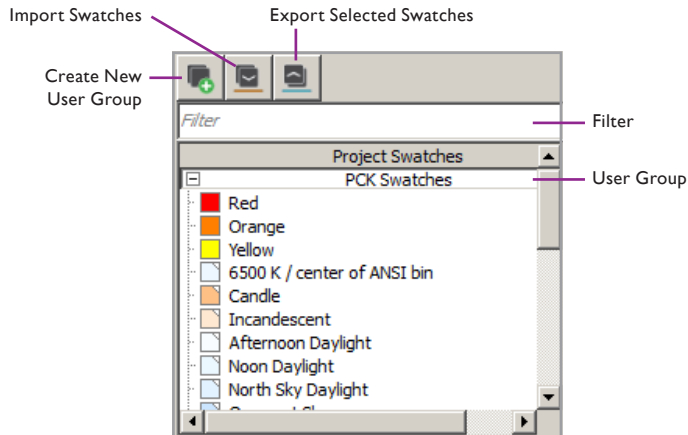 Import Swatches
Export Selected Swatches
Create New
User Group
Filter
Filter
Project Swatches
PCK Swatches
User Group
Red
Orange
Yellow
6500 K / center of ANSI bin
Candle
Incandescent
Afternoon Daylight
Noon Daylight
North Sky Daylight